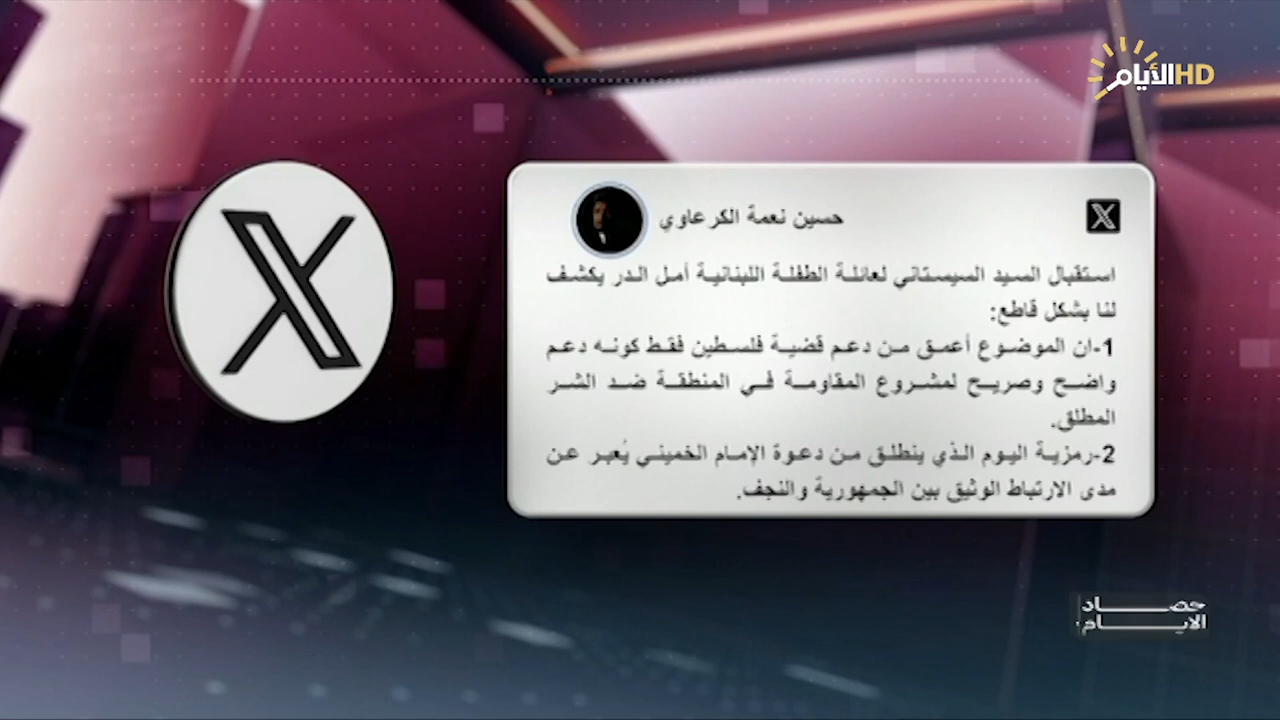 الأيام HD
حسين نعمة الكرعاوي
استقبال السيد السيستاني لعائلة الطفلة اللبنانية أمل الدر يكشف
لنا بشكل قاطع:
1-ان الموضوع أعمق من دعم قضية فلسطين فقط كونه دعم
واضح وصريح لمشروع المقاومة في المنطقة ضد الشر
المطلق.
2-رمزية اليوم الذي ينطلق من دعوة الإمام الخميني يُعبر عن
مدى الارتباط الوثيق بين الجمهورية والنجف.
حصاد
الايام